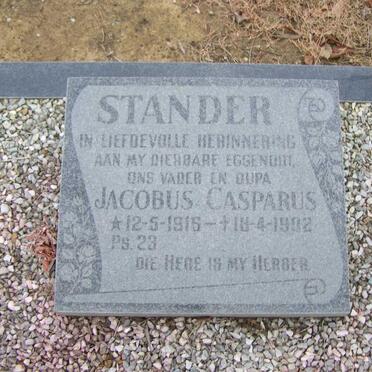 STANDER
IN LIEFDEVOLLE HERINNERING
AAN MY DIERBARE EGGENOOT,
ONS VADER EN OUPA
JACOBUS CASPARUS
★12-5-1915-✝18-4-1992
Ps. 23
DIE HERE IS MY HERDER